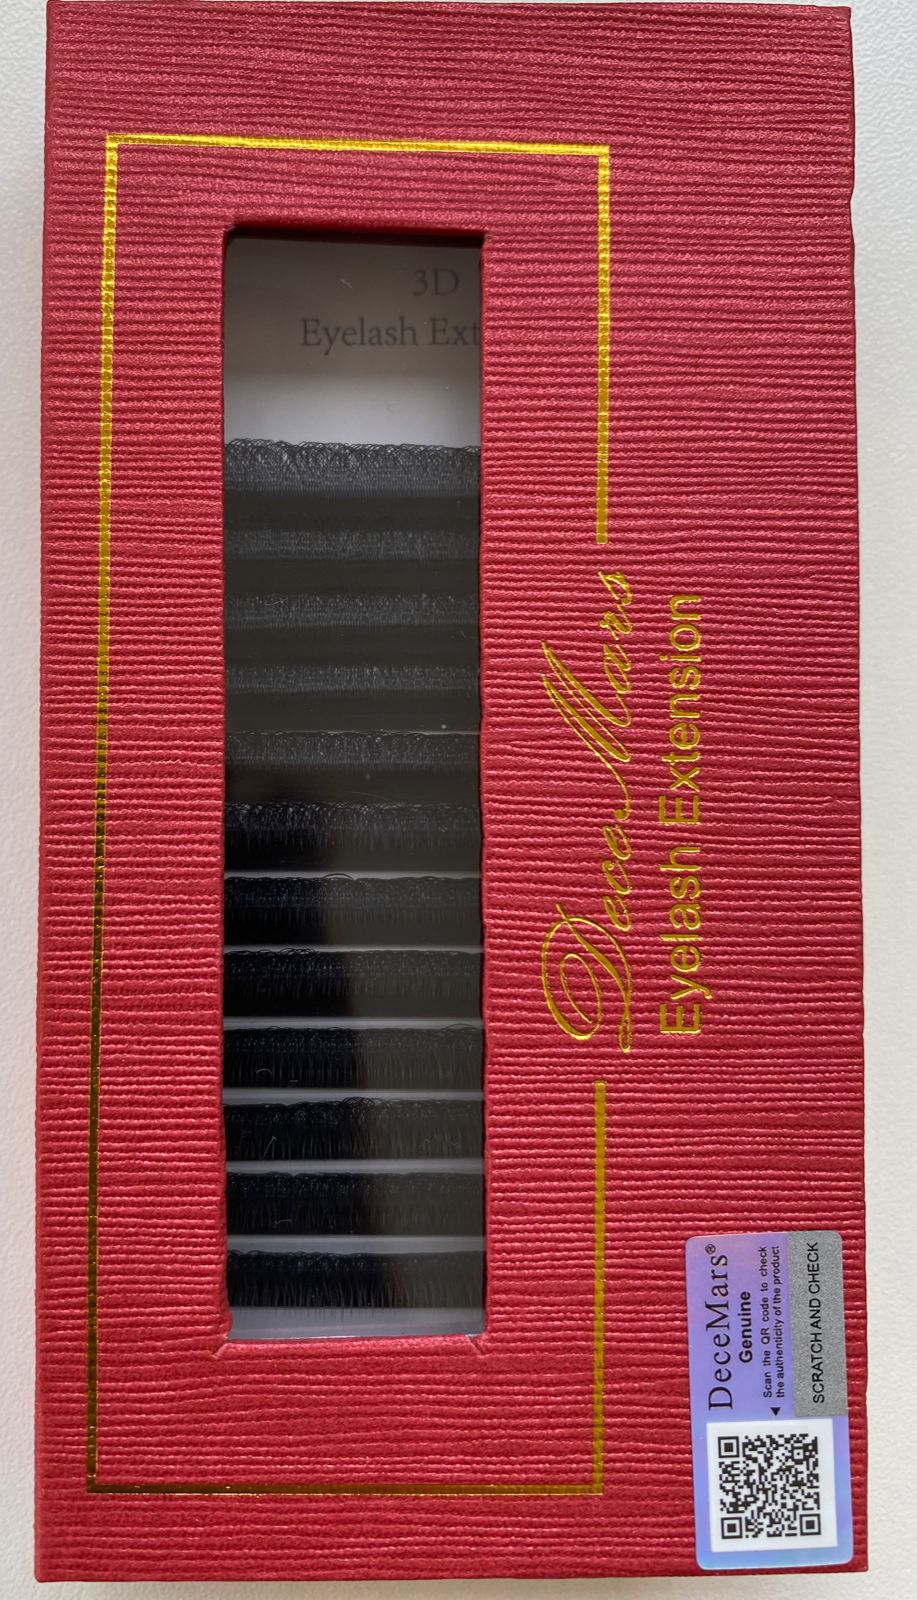 3D
Eyelash Ext
DeceMars
Eyelash Extension
DeceMars®
Genuine
Scan the QR code to check
the authenticity of the product
SCRATCH AND CHECK